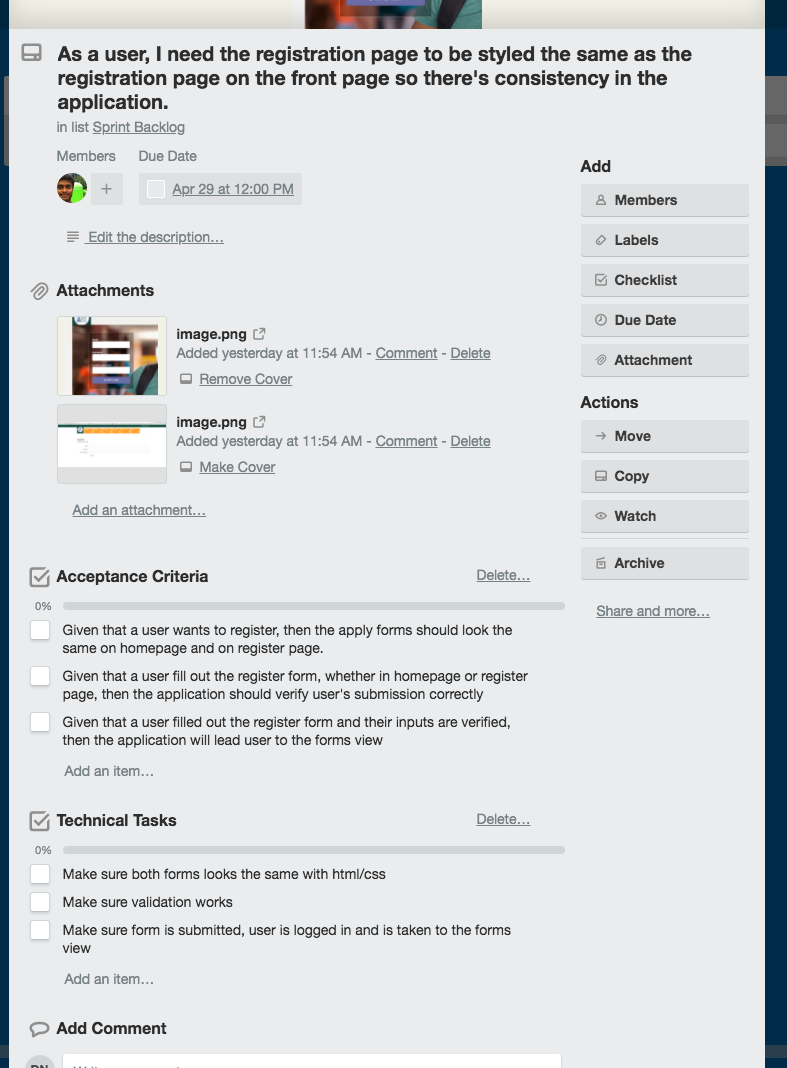 As a user, I need the registration page to be styled the same as the
registration page on the front page so there's consistency in the
application.
in list Sprint Backlog
Members Due Date
+ Apr 29 at 12:00 PM
Edit the description…
Attachments
image.png
Added yesterday at 11:54 AM - Comment - Delete
Remove Cover
image.png
Added yesterday at 11:54 AM - Comment - Delete
Make Cover
Add an attachment…
Acceptance Criteria Delete…
0%
Given that a user wants to register, then the apply forms should look the
same on homepage and on register page.
Given that a user fill out the register form, whether in homepage or register
page, then the application should verify user's submission correctly
Given that a user filled out the register form and their inputs are verified,
then the application will lead user to the forms view
Add an item…
Technical Tasks Delete…
0%
Make sure both forms looks the same with html/css
Make sure validation works
Make sure form is submitted, user is logged in and is taken to the forms
view
Add an item…
Add Comment
Add
Members
Labels
Checklist
Due Date
Attachment
Actions
Move
Copy
Watch
Archive
Share and more…